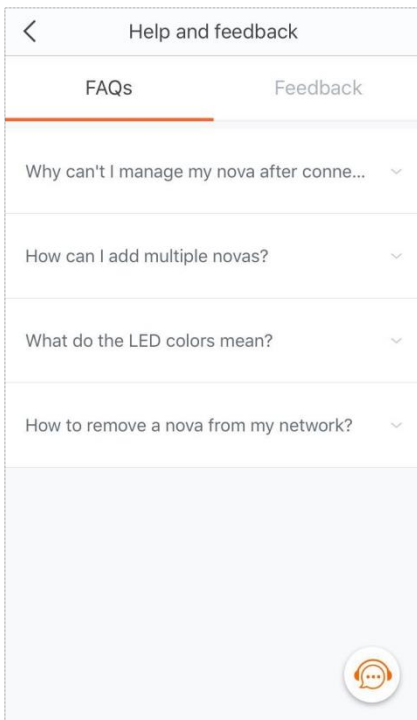 Help and feedback
FAQs
Feedback
Why can't I manage my nova after conne...
How can I add multiple novas?
What do the LED colors mean?
How to remove a nova from my network?